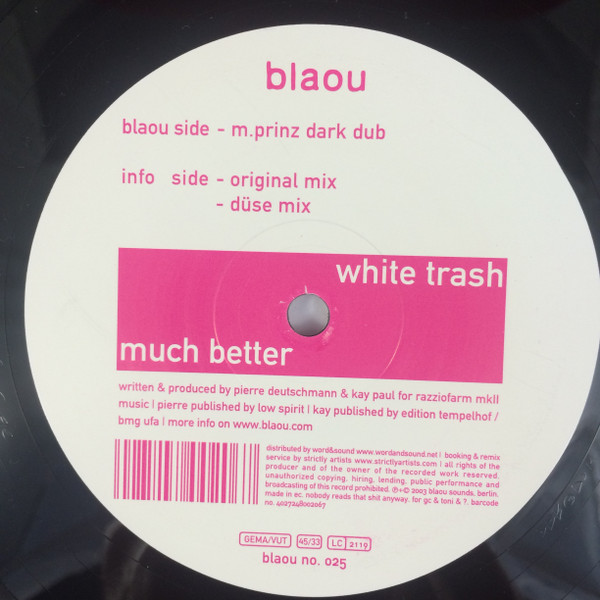 blaou
blaou side - m.prinz dark dub
info side - original mix
- düse mix
white trash
much better
written & produced by pierre deutschmann & kay paul for razziofarm mkII
music | pierre published by low spirit | kay published by edition tempelhof /
bmg ufa | more info on www.blaou.com
distributed by word&sound www.wordandsound.net | booking & remix
service by strictly artists www.strictlyartists.com | all rights of the
producer and of the owner of the recorded work reserved.
unauthorized copying, hiring, lending, public performance and
broadcasting of this record prohibited. ℗+© 2003 blaou sounds, berlin.
made in ec. nobody reads that shit anyway. for gc & toni & ?. barcode
no. 4027248002067
GEMA/VUT 45/33 LC 2119
blaou no. 025